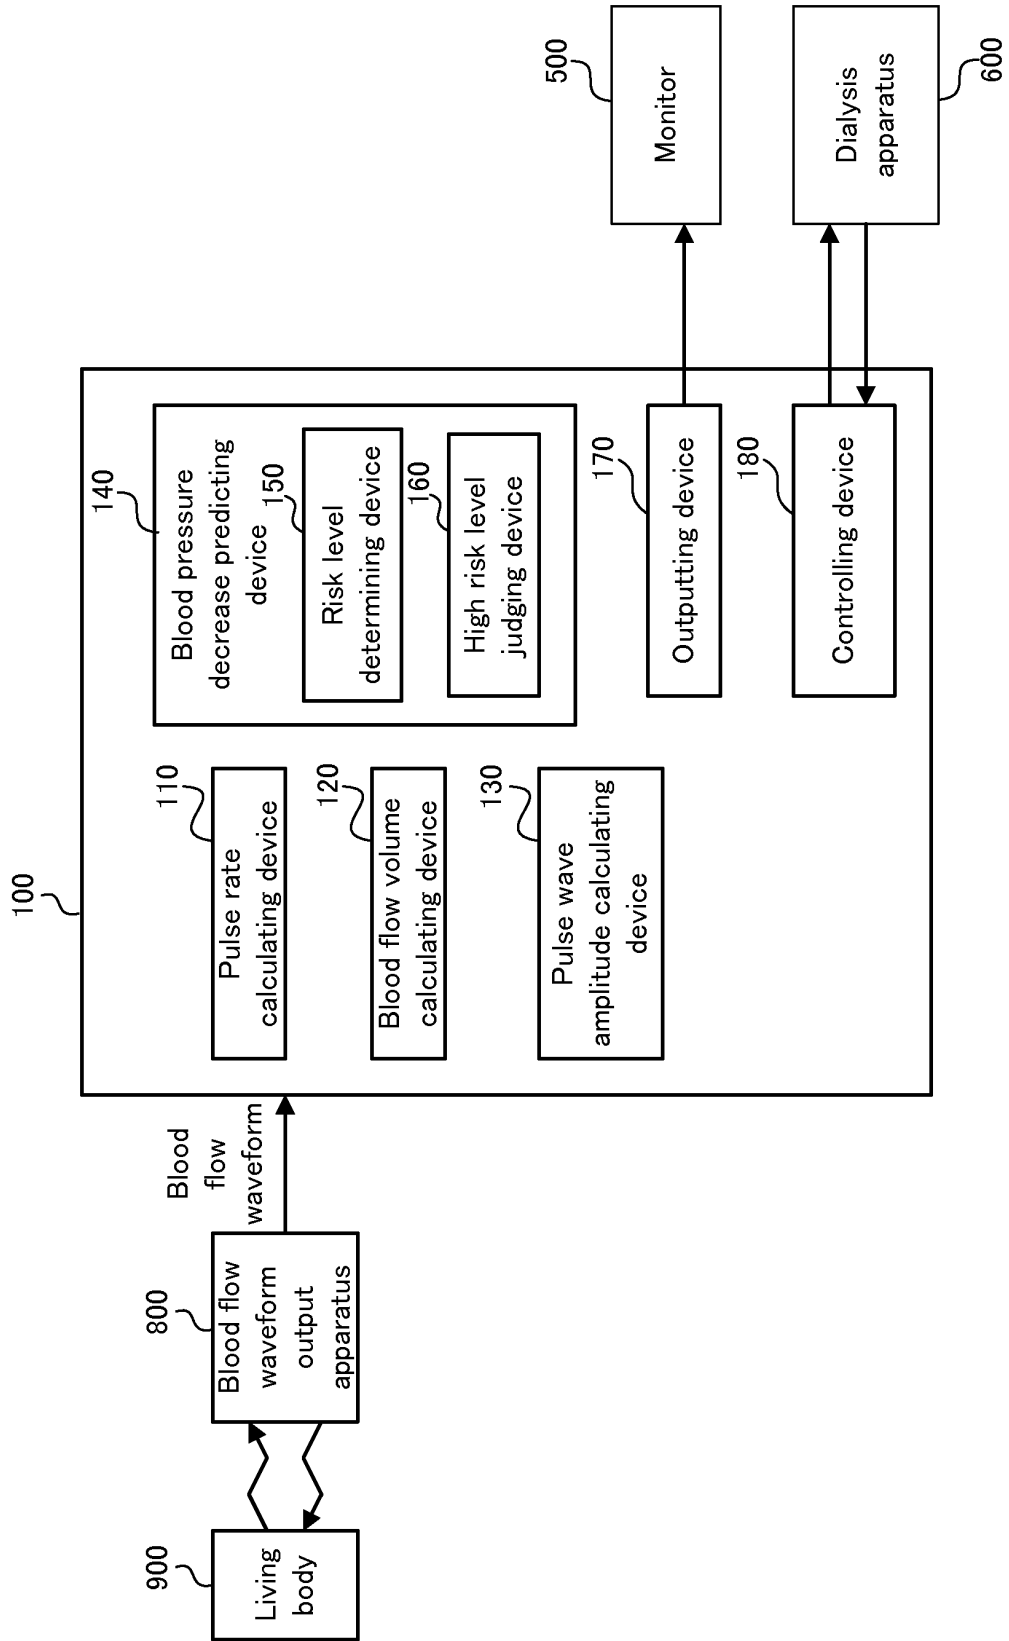 900
Living
body
800
Blood flow
waveform
output
apparatus
Blood
flow
waveform
100
110
Pulse rate
calculating device
120
Blood flow volume
calculating device
130
Pulse wave
amplitude calculating
device
140
Blood pressure
decrease predicting
device
150
Risk level
determining device
160
High risk level
judging device
170
Outputting device
180
Controlling device
500
Monitor
600
Dialysis
apparatus